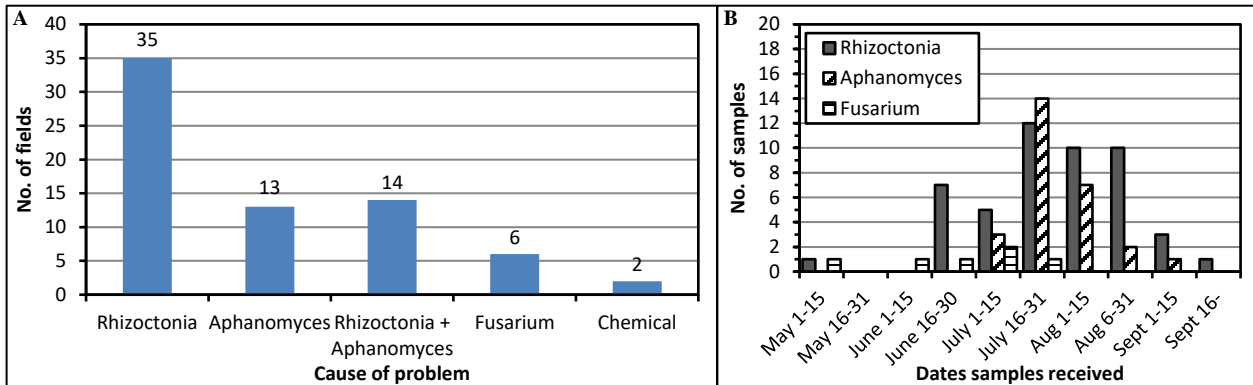 A
No. of fields
40
35
30
25
20
15
10
5
0
35
13
14
6
2
Rhizoctonia
Aphanomyces
Rhizoctonia +
Aphanomyces
Fusarium
Chemical
Cause of problem
B
No. of samples
20
18
16
14
12
10
8
6
4
2
0
Rhizoctonia
Aphanomyces
Fusarium
May 1-15
May 16-31
June 1-15
June 16-30
July 1-15
July 16-31
Aug 1-15
Aug 6-31
Sept 1-15
Sept 16-
Dates samples received